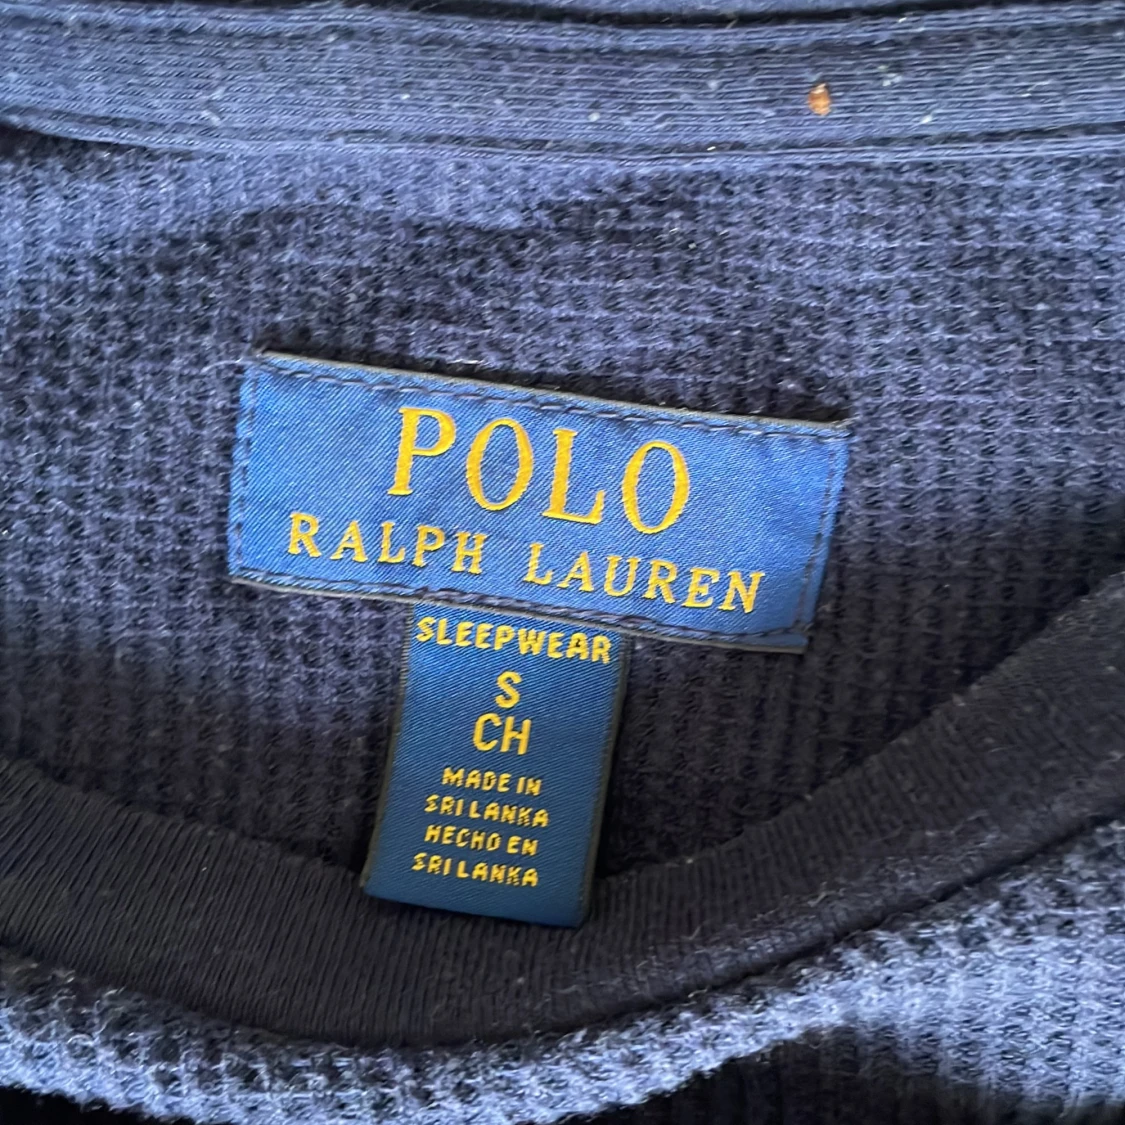 POLO
RALPH LAUREN
SLEEPWEAR
S
CH
MADE IN
SRI LANKA
HECHO EN
SRI LANKA